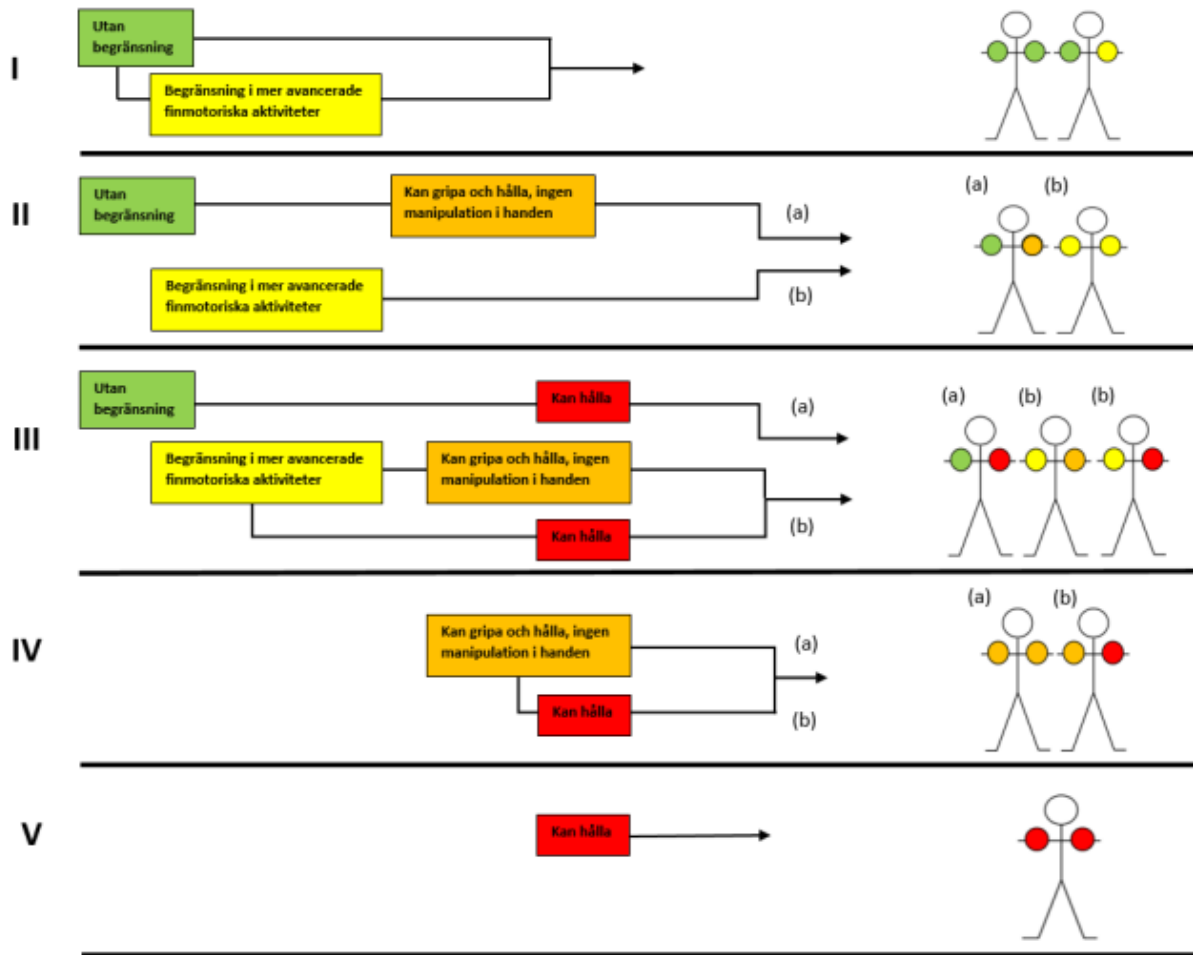 I
Utan
begränsning
Begränsning i mer avancerade
finmotoriska aktiviteter
II
Utan
begränsning
Kan gripa och hålla, ingen
manipulation i handen
(a)
(a)
(b)
Begränsning i mer avancerade
finmotoriska aktiviteter
(b)
III
Utan
begränsning
Kan hålla
(a)
(a)
(b)
(b)
Begränsning i mer avancerade
finmotoriska aktiviteter
Kan gripa och hålla, ingen
manipulation i handen
Kan hålla
(b)
IV
Kan gripa och hålla, ingen
manipulation i handen
(a)
(a)
(b)
Kan hålla
(b)
V
Kan hålla